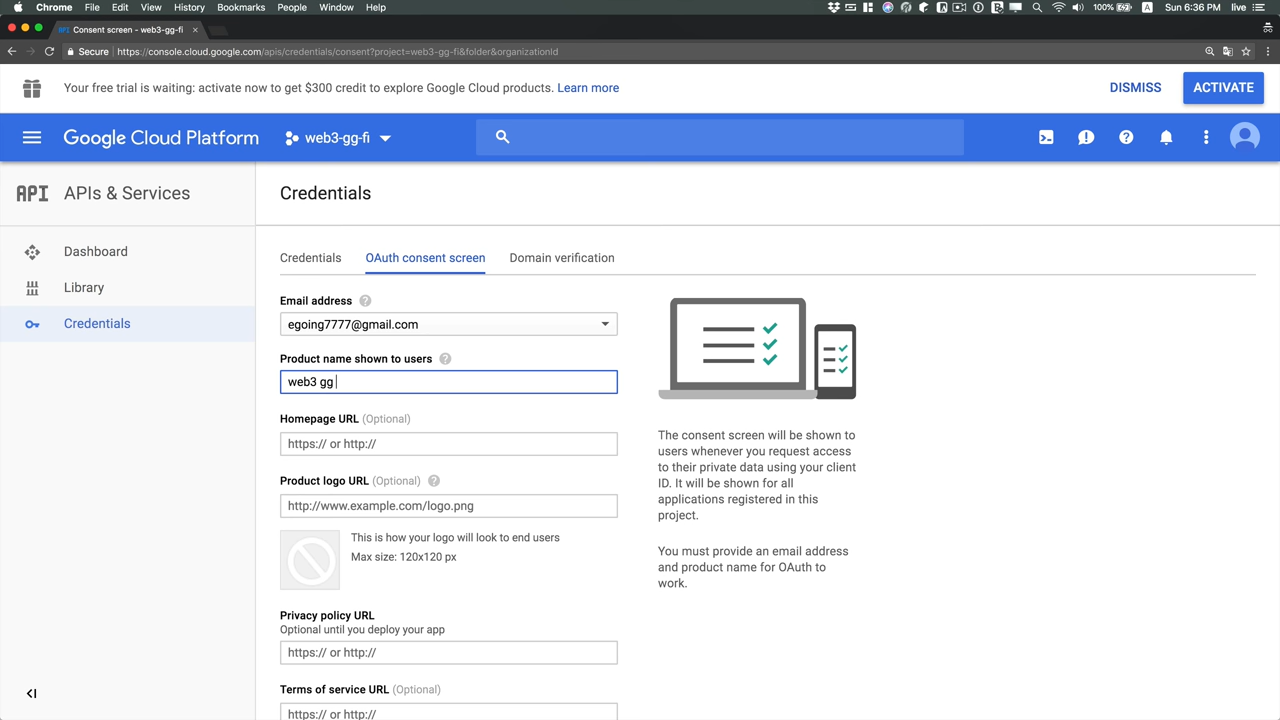 Chrome File Edit View History Bookmarks People Window Help
100% Sun 6:36 PM live
Consent screen - web3-gg-fi
Secure https://console.cloud.google.com/apis/credentials/consent?project=web3-gg-fi&folder&organizationId
Your free trial is waiting: activate now to get $300 credit to explore Google Cloud products. Learn more
DISMISS
ACTIVATE
Google Cloud Platform
web3-gg-fi
API APIs & Services
Dashboard
Library
Credentials
Credentials
Credentials OAuth consent screen Domain verification
Email address
egoing7777@gmail.com
Product name shown to users
web3 gg
Homepage URL (Optional)
https:// or http://
Product logo URL (Optional)
http://www.example.com/logo.png
This is how your logo will look to end users
Max size: 120x120 px
Privacy policy URL
Optional until you deploy your app
https:// or http://
Terms of service URL (Optional)
https:// or http://
The consent screen will be shown to
users whenever you request access
to their private data using your client
ID. It will be shown for all
applications registered in this
project.
You must provide an email address
and product name for OAuth to
work.